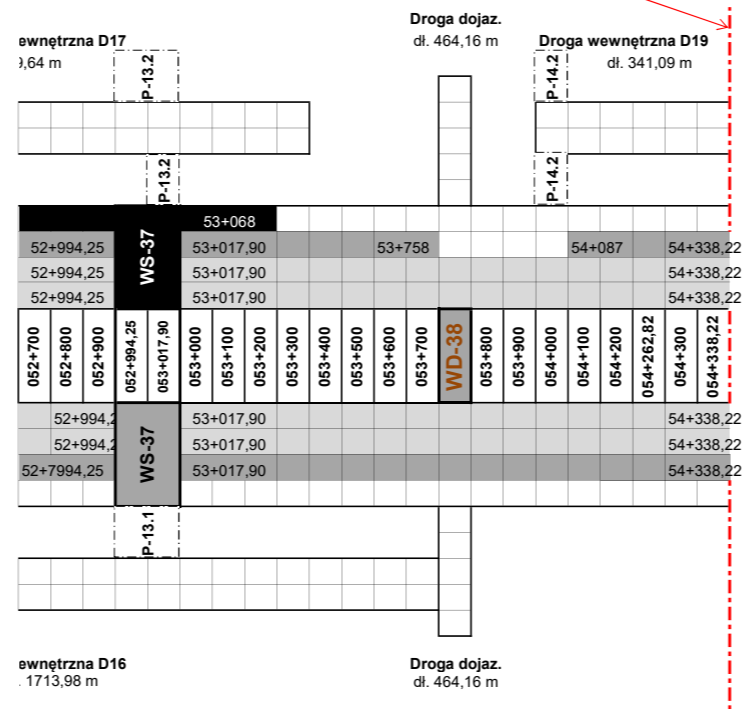 Droga dojaz.
dł. 464,16 m
ewnętrzna D17
9,64 m
Droga wewnętrzna D19
dł. 341,09 m
P-13.2
P-14.2
P-13.2
P-14.2
53+068
52+994,25
WS-37
53+017,90
53+758
54+087
54+338,22
52+994,25
53+017,90
54+338,22
52+994,25
53+017,90
54+338,22
052+700
052+800
052+900
052+994,25
053+017,90
053+000
053+100
053+200
053+300
053+400
053+500
053+600
053+700
WD-38
053+800
053+900
054+000
054+100
054+200
054+262,82
054+300
054+338,22
52+994,2
WS-37
53+017,90
54+338,22
52+994,2
53+017,90
54+338,22
52+7994,25
53+017,90
54+338,22
P-13.1
ewnętrzna D16
. 1713,98 m
Droga dojaz.
dł. 464,16 m